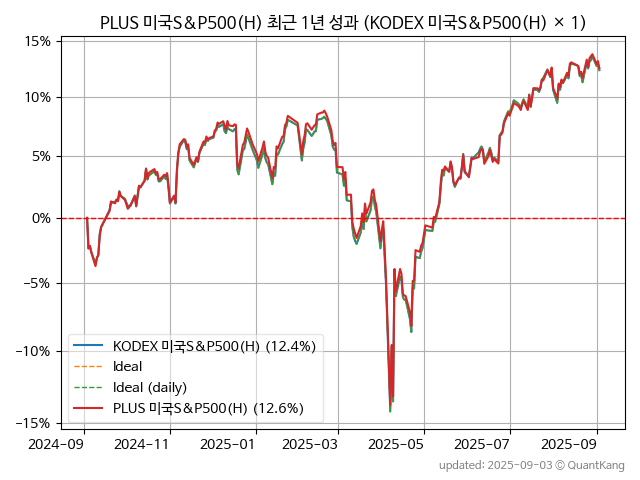 PLUS 미국S&P500(H) 최근 1년 성과 (KODEX 미국S&P500(H) × 1)
15%
10%
5%
0%
−5%
−10%
−15%
KODEX 미국S&P500(H) (12.4%)
Ideal
Ideal (daily)
PLUS 미국S&P500(H) (12.6%)
2024-09 2024-11 2025-01 2025-03 2025-05 2025-07 2025-09
updated: 2025-09-03 © QuantKang